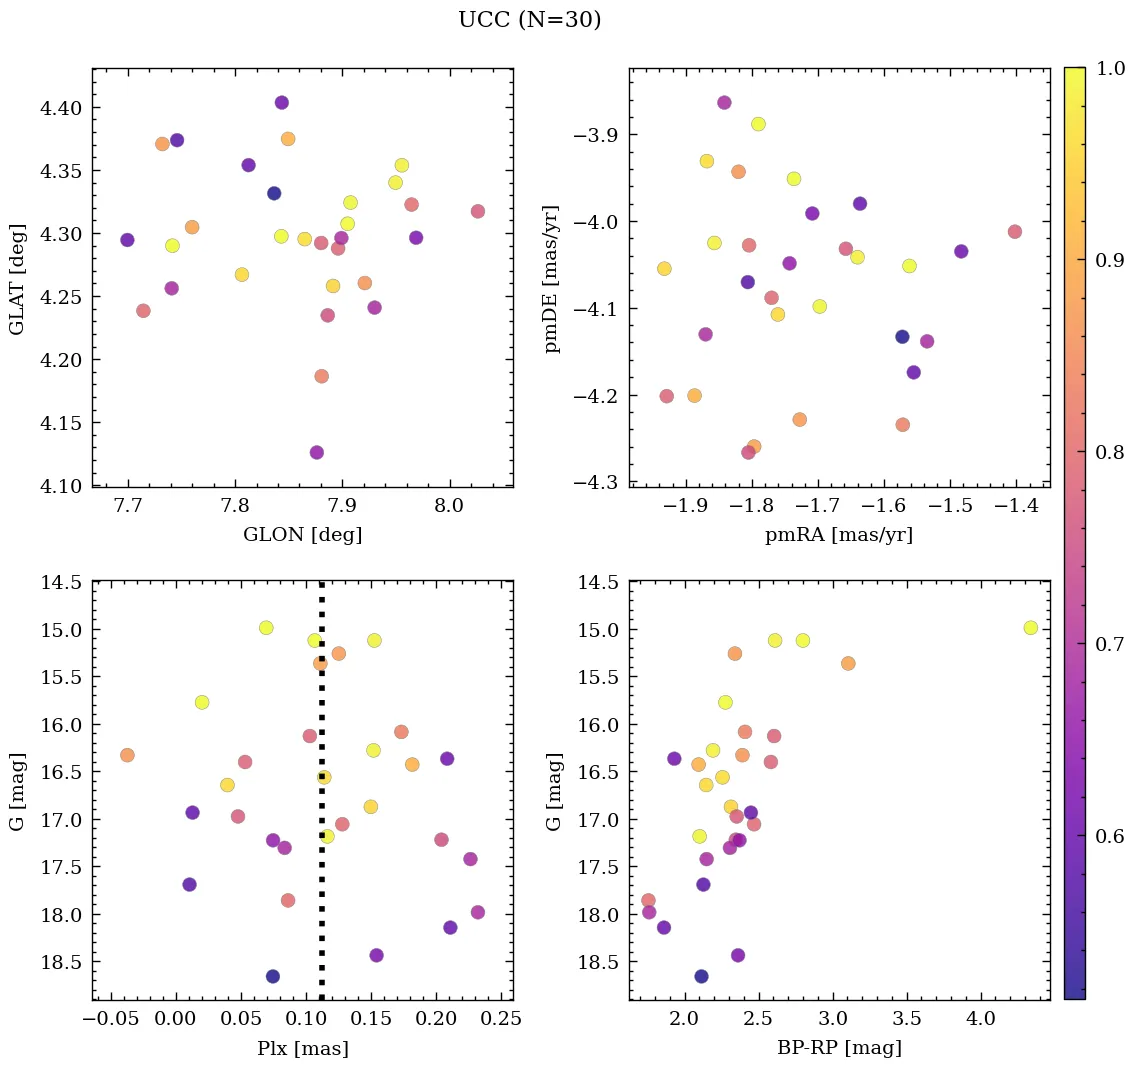 UCC (N=30)
4.40
4.35
4.30
4.25
4.20
4.15
4.10
GLAT [deg]
7.7 7.8 7.9 8.0
GLON [deg]
−3.9
−4.0
−4.1
−4.2
−4.3
pmDE [mas/yr]
−1.9 −1.8 −1.7 −1.6 −1.5 −1.4
pmRA [mas/yr]
14.5
15.0
15.5
16.0
16.5
17.0
17.5
18.0
18.5
G [mag]
−0.05 0.00 0.05 0.10 0.15 0.20 0.25
Plx [mas]
14.5
15.0
15.5
16.0
16.5
17.0
17.5
18.0
18.5
G [mag]
2.0 2.5 3.0 3.5 4.0
BP-RP [mag]
1.0
0.9
0.8
0.7
0.6